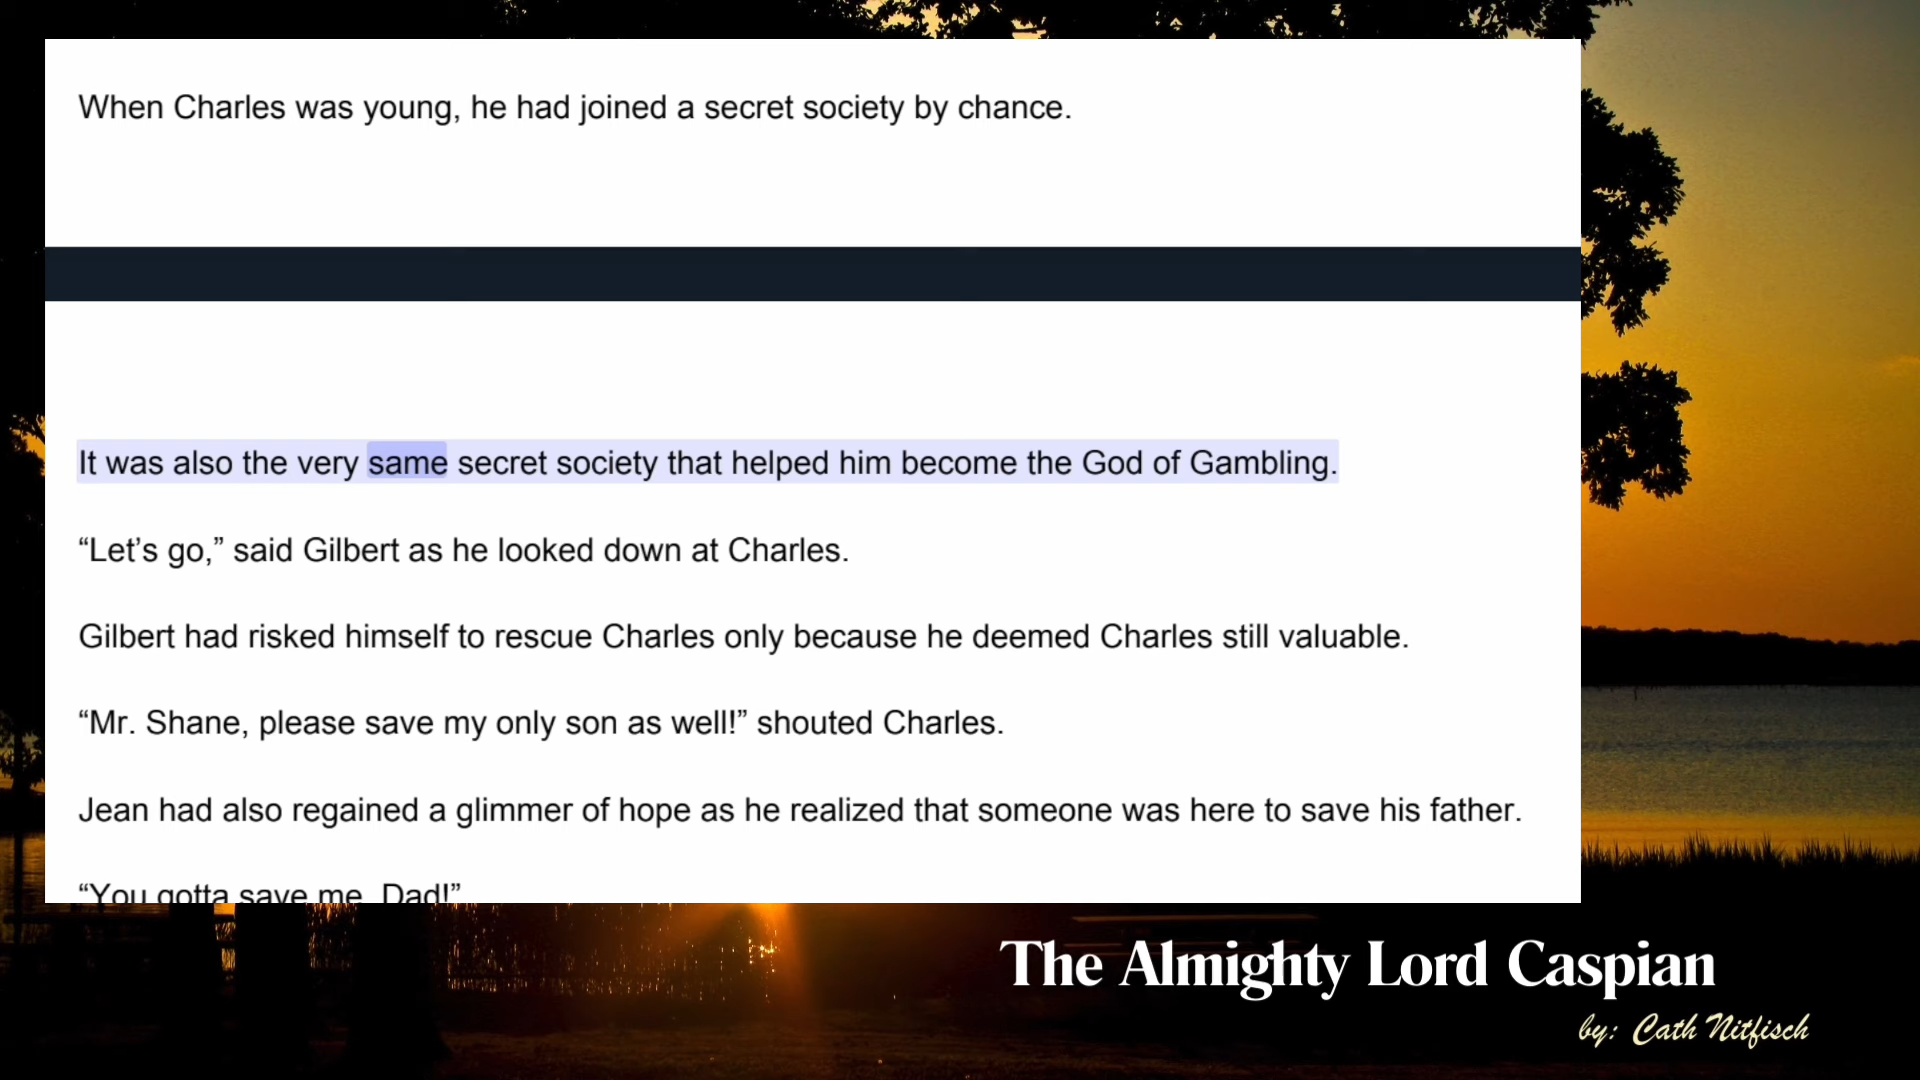 When Charles was young, he had joined a secret society by chance.
It was also the very same secret society that helped him become the God of Gambling.
“Let’s go,” said Gilbert as he looked down at Charles.
Gilbert had risked himself to rescue Charles only because he deemed Charles still valuable.
“Mr. Shane, please save my only son as well!” shouted Charles.
Jean had also regained a glimmer of hope as he realized that someone was here to save his father.
“You gotta save me, Dad!”
The Almighty Lord Caspian
by: Cath Nitfisch